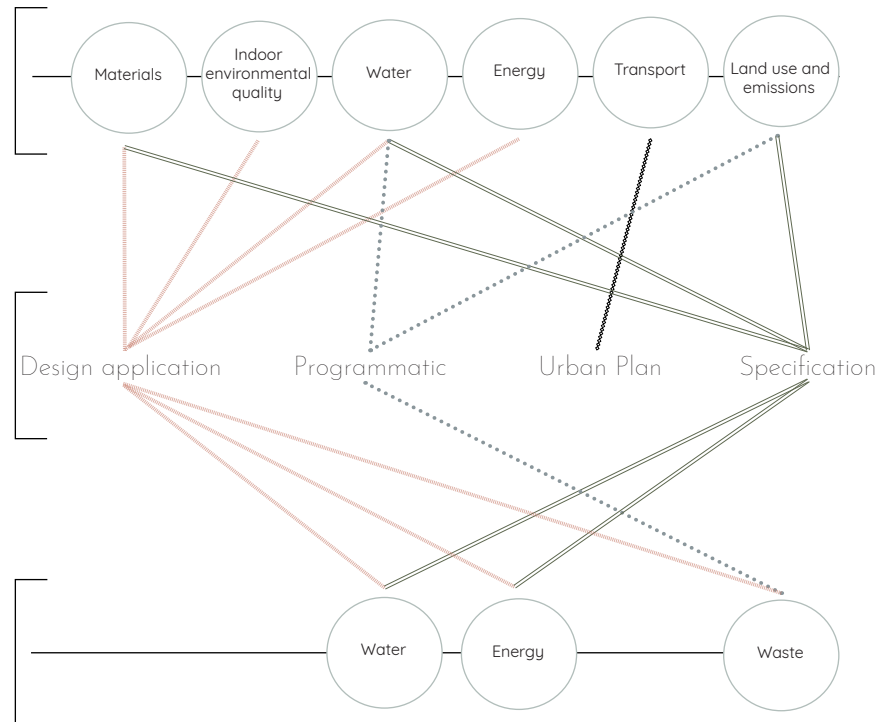 Materials
Indoor
environmental
quality
Water
Energy
Transport
Land use and
emissions
Design application
Programmatic
Urban Plan
Specification
Water
Energy
Waste